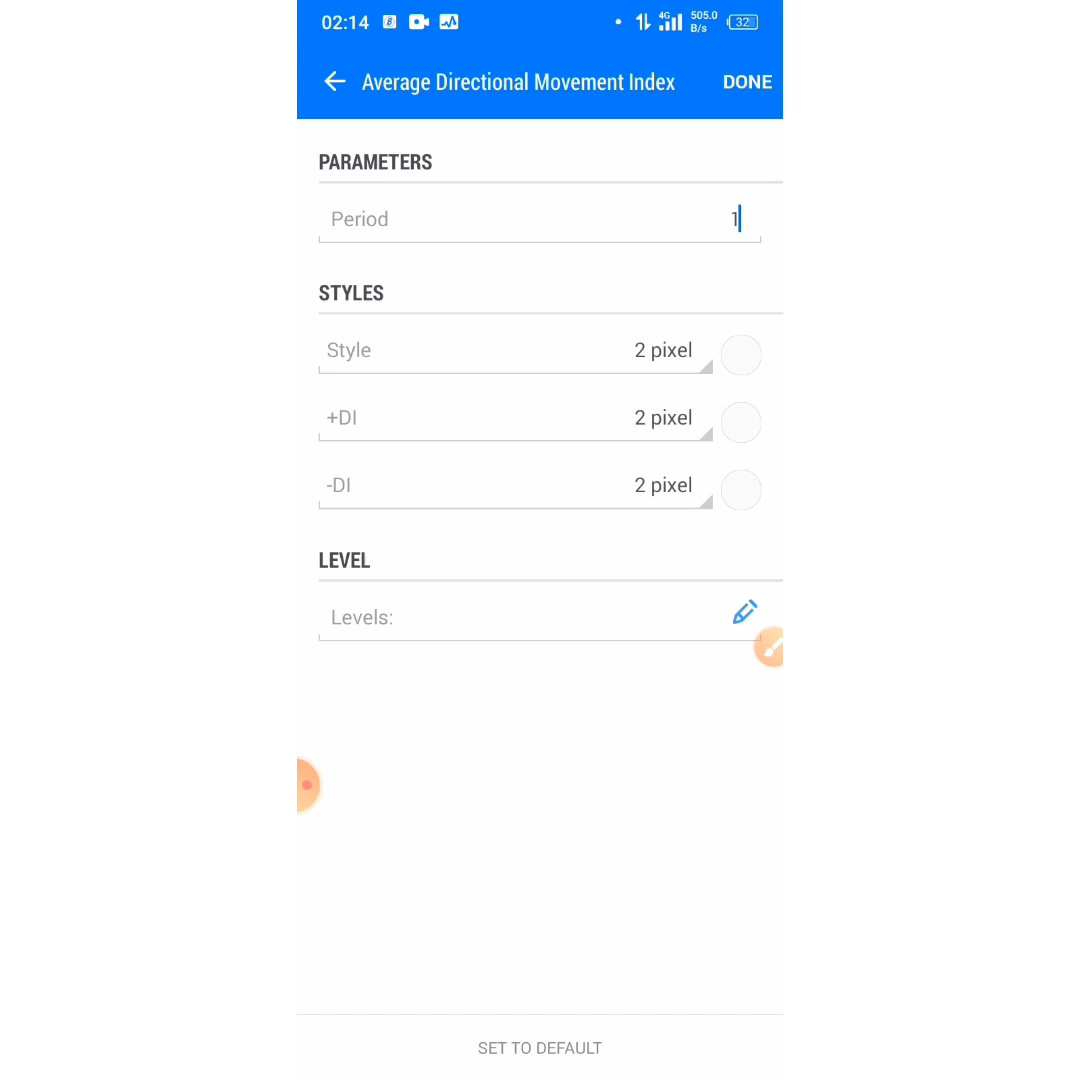 02:14 4G 505.0 B/s 32
Average Directional Movement Index DONE
PARAMETERS
Period 1
STYLES
Style 2 pixel
+DI 2 pixel
-DI 2 pixel
LEVEL
Levels:
SET TO DEFAULT